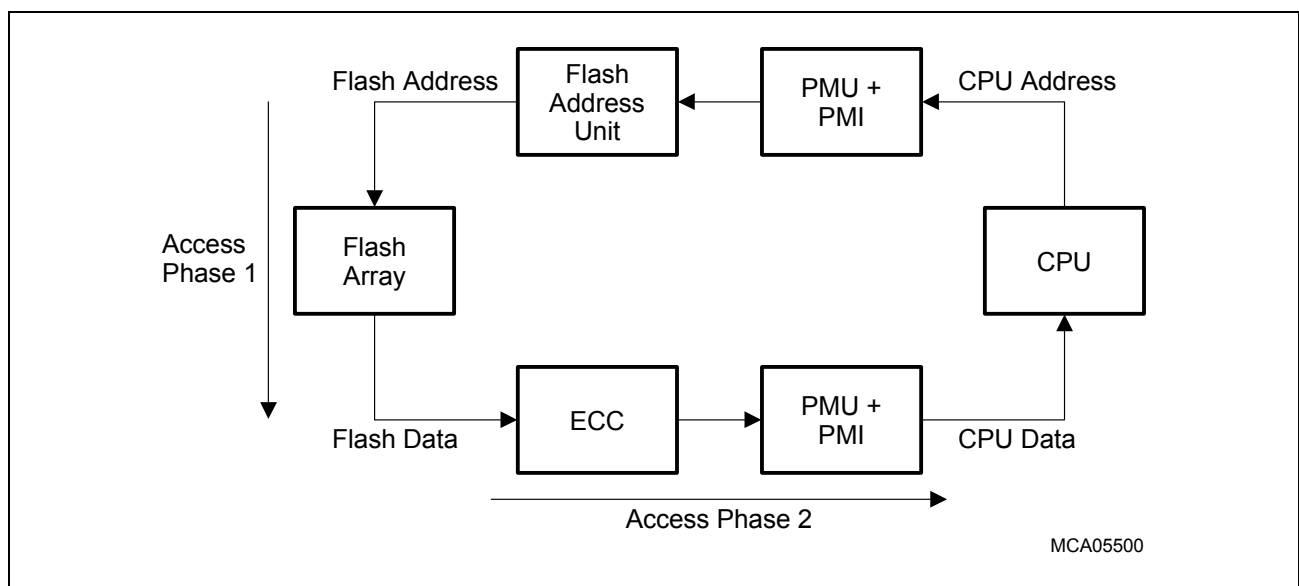 Flash Address
Flash
Address
Unit
PMU +
PMI
CPU Address
Access
Phase 1
Flash
Array
CPU
Flash Data
ECC
PMU +
PMI
CPU Data
Access Phase 2
MCA05500